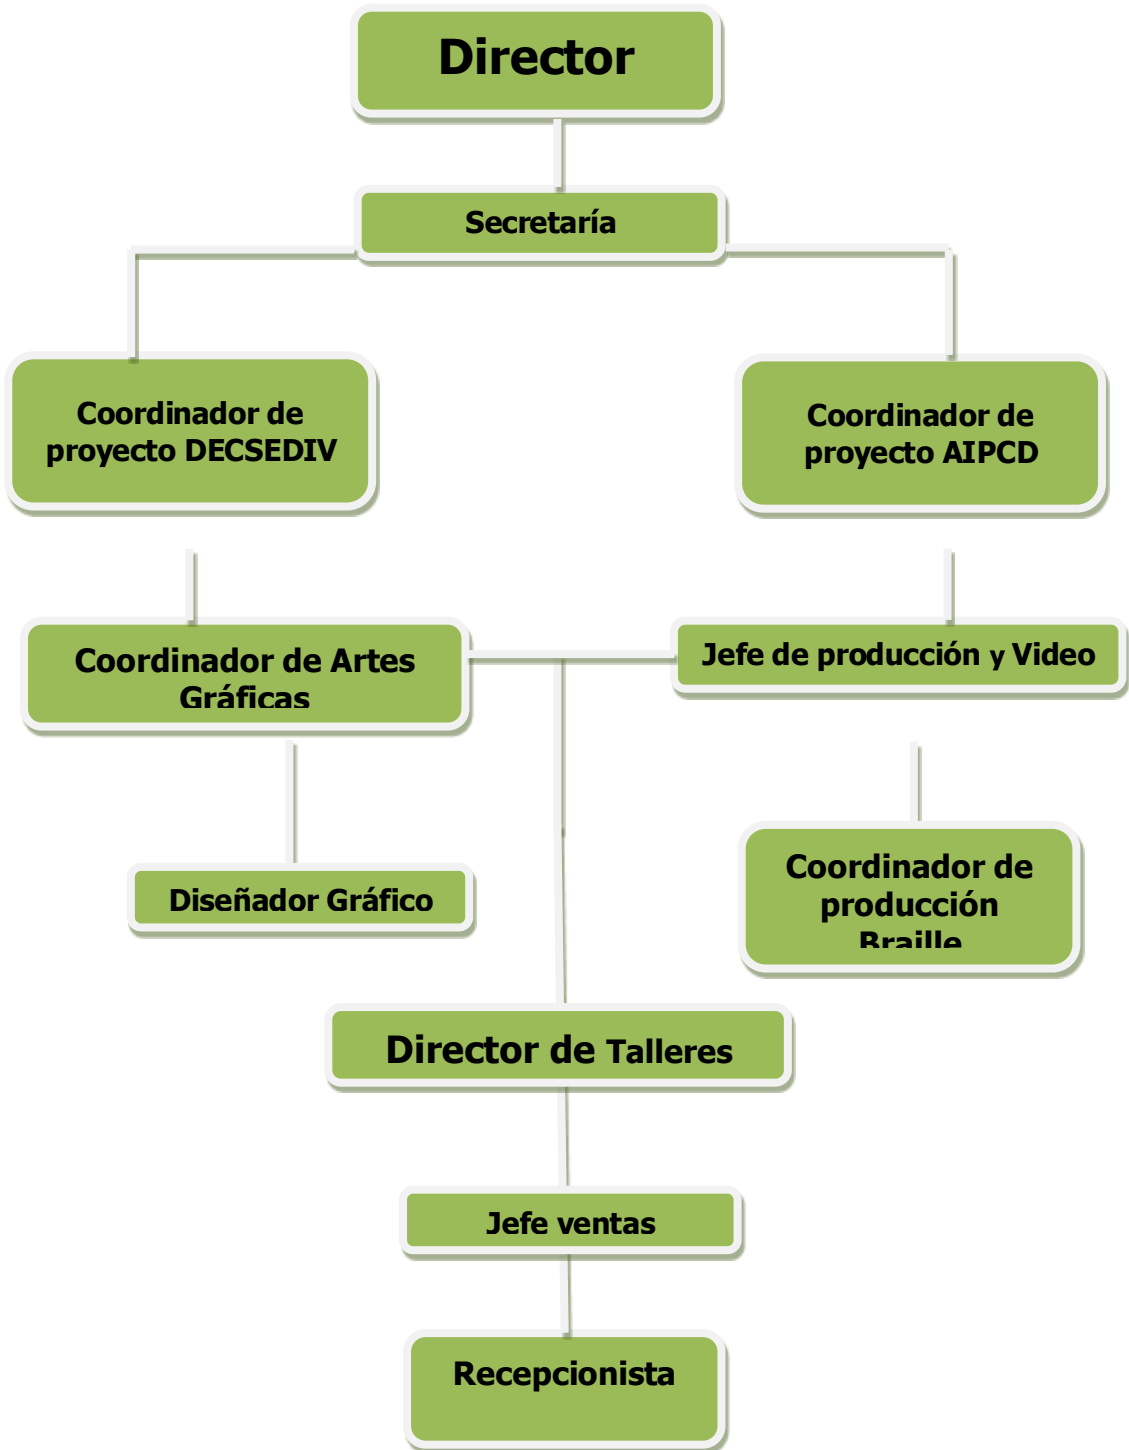 Director
Secretaría
Coordinador de
proyecto DECSEDIV
Coordinador de
proyecto AIPCD
Coordinador de Artes
Gráficas
Jefe de producción y Video
Diseñador Gráfico
Coordinador de
producción
Braille
Director de Talleres
Jefe ventas
Recepcionista